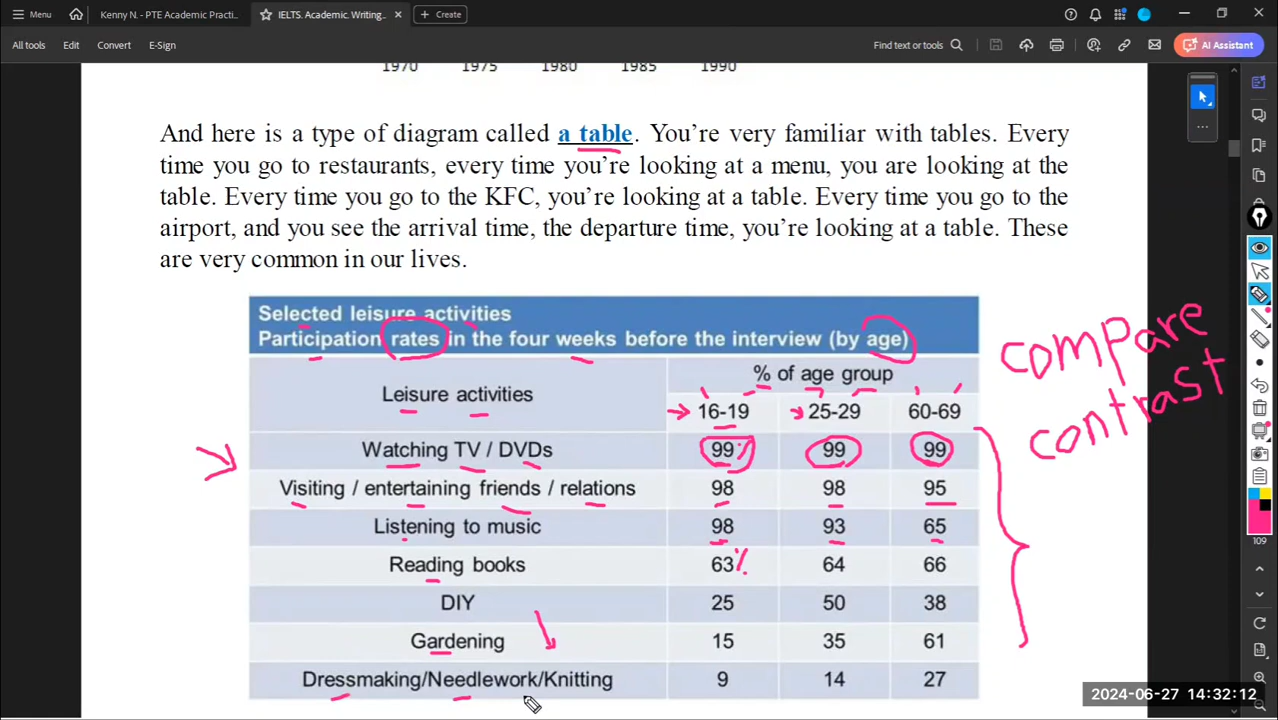 Menu Kenny N. - PTE Academic Practi... IELTS. Academic. Writing... × + Create
All tools Edit Convert E-Sign Find text or tools AI Assistant
1970 1975 1980 1985 1990
And here is a type of diagram called a table. You're very familiar with tables. Every
time you go to restaurants, every time you're looking at a menu, you are looking at the
table. Every time you go to the KFC, you're looking at a table. Every time you go to the
airport, and you see the arrival time, the departure time, you're looking at a table. These
are very common in our lives.
Selected leisure activities
Participation rates in the four weeks before the interview (by age)
compare
contrast
% of age group
Leisure activities
16-19 25-29 60-69
Watching TV / DVDs 99% 99 99
Visiting / entertaining friends / relations 98 98 95
Listening to music 98 93 65
Reading books 63% 64 66
DIY 25 50 38
Gardening 15 35 61
Dressmaking/Needlework/Knitting 9 14 27
109
2024-06-27 14:32:12